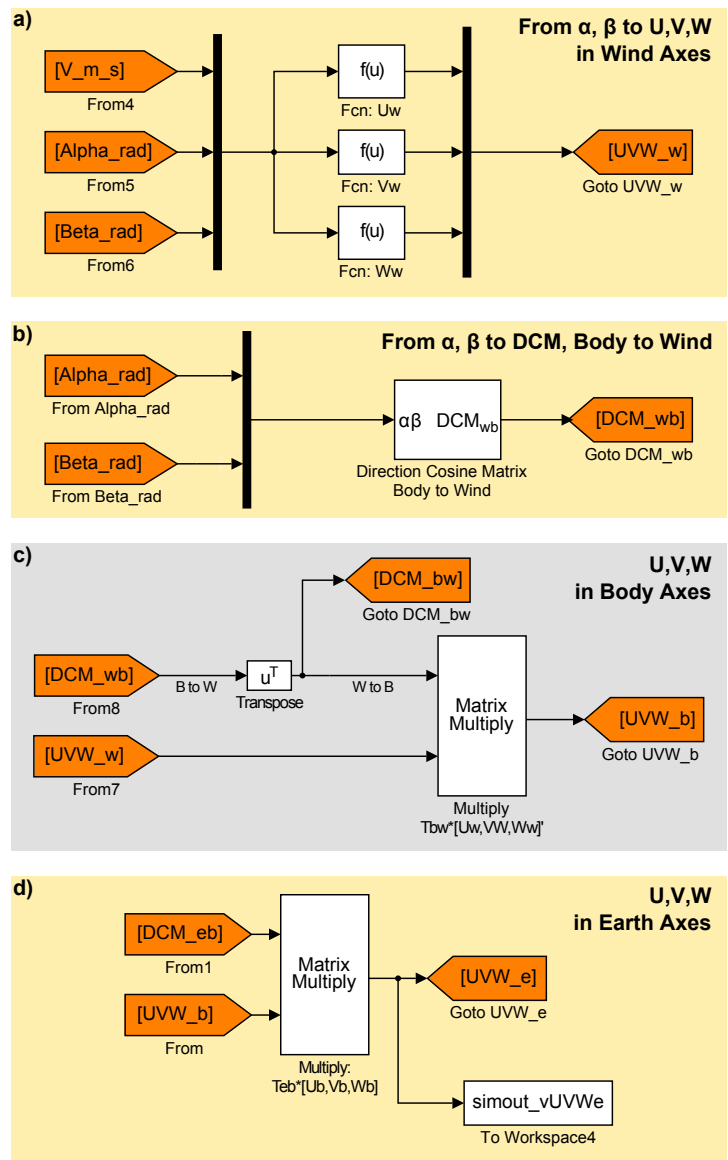 a)
From α, β to U,V,W
in Wind Axes
[V_m_s]
From4
f(u)
Fcn: Uw
[Alpha_rad]
From5
f(u)
Fcn: Vw
[UVW_w]
Goto UVW_w
[Beta_rad]
From6
f(u)
Fcn: Ww
b)
From α, β to DCM, Body to Wind
[Alpha_rad]
From Alpha_rad
αβ DCMwb
Direction Cosine Matrix
Body to Wind
[DCM_wb]
Goto DCM_wb
[Beta_rad]
From Beta_rad
c)
U,V,W
in Body Axes
[DCM_bw]
Goto DCM_bw
[DCM_wb]
From8
B to W
uT
Transpose
W to B
Matrix
Multiply
Multiply
Tbw*[Uw,VW,Ww]'
[UVW_b]
Goto UVW_b
[UVW_w]
From7
d)
U,V,W
in Earth Axes
[DCM_eb]
From1
Matrix
Multiply
Multiply:
Teb*[Ub,Vb,Wb]
[UVW_e]
Goto UVW_e
[UVW_b]
From
simout_vUVWe
To Workspace4